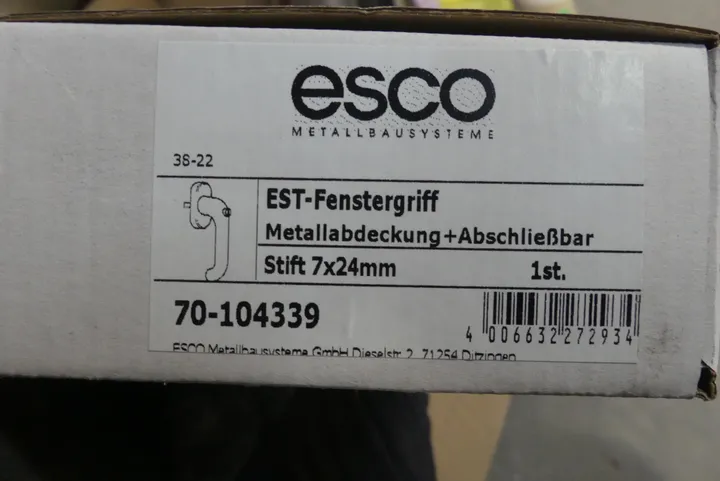 esco
METALLBAUSYSTEME
38-22
EST-Fenstergriff
Metallabdeckung+Abschließbar
Stift 7x24mm 1st.
70-104339
4 006632 272934
ESCO Metallbausysteme GmbH Dieselstr. 2, 71254 Ditzingen